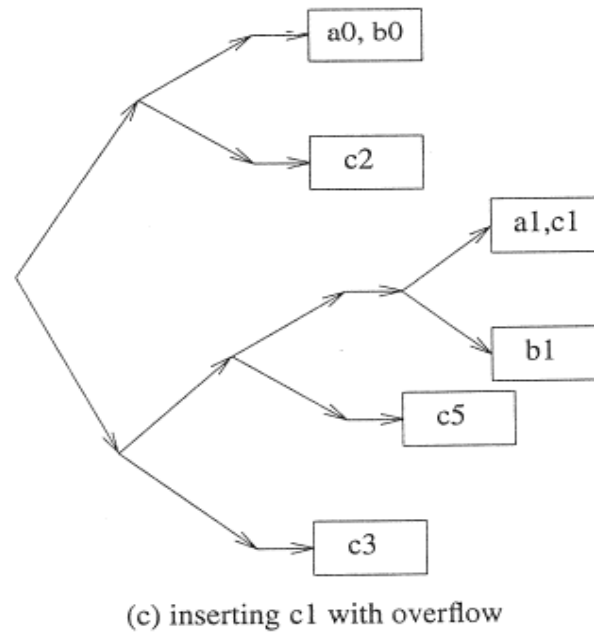 a0, b0
c2
a1,c1
b1
c5
c3
(c) inserting c1 with overflow